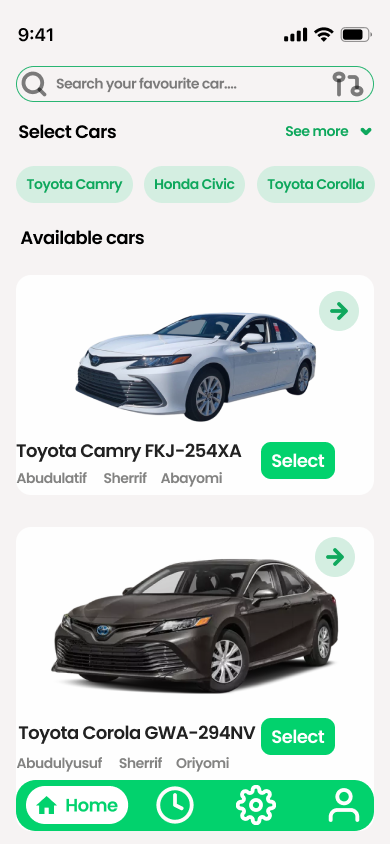 9:41
Search your favourite car....
Select Cars
See more
Toyota Camry Honda Civic Toyota Corolla
Available cars
Toyota Camry FKJ-254XA
Select
Abudulatif Sherrif Abayomi
Toyota Corola GWA-294NV
Select
Abudulyusuf Sherrif Oriyomi
Home